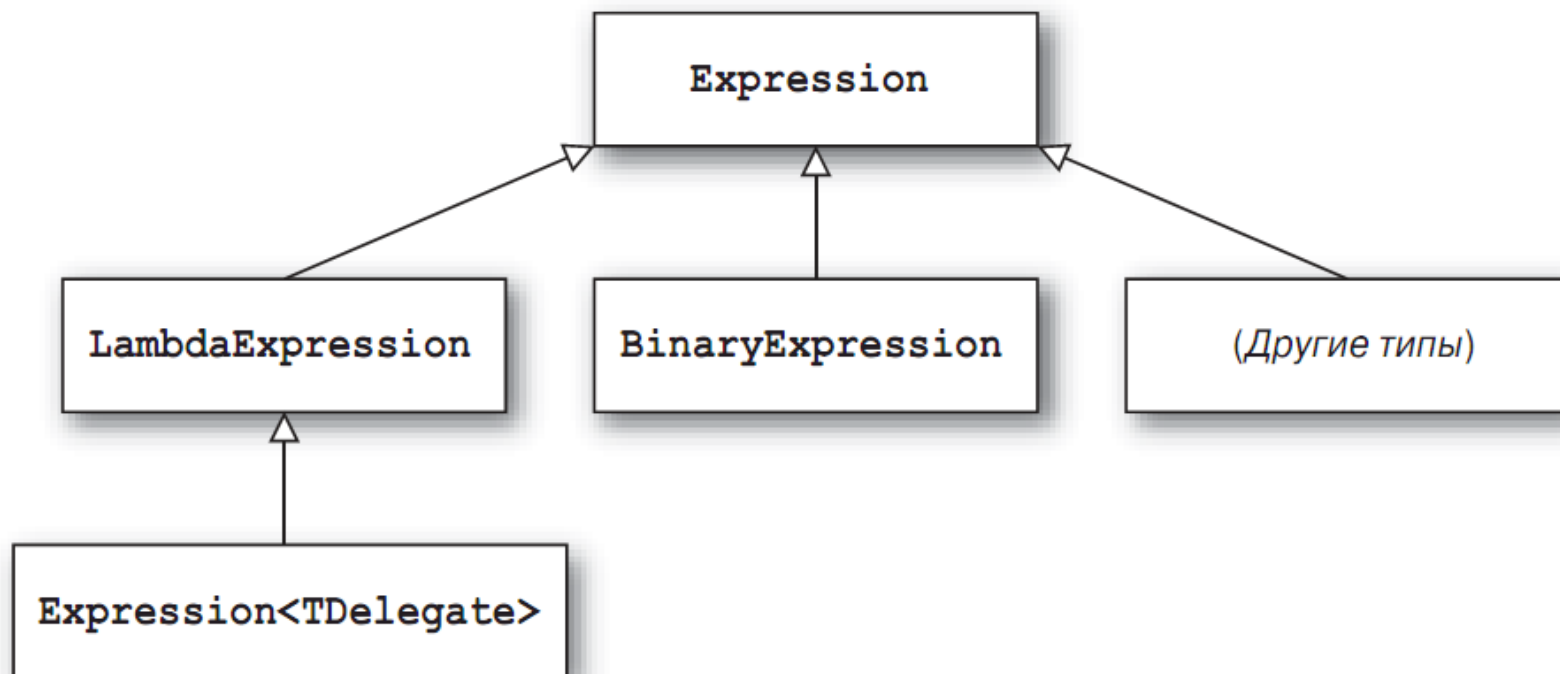 Expression
LambdaExpression
BinaryExpression
(Другие типы)
Expression<TDelegate>